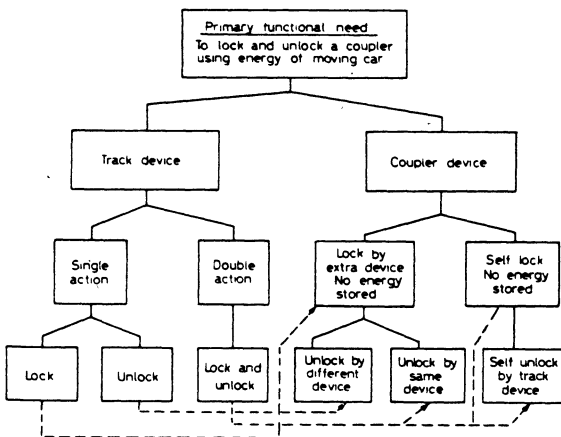 Primary functional need
To lock and unlock a coupler
using energy of moving car
Track device
Coupler device
Single
action
Double
action
Lock by
extra device
No energy
stored
Self lock
No energy
stored
Lock
Unlock
Lock and
unlock
Unlock by
different
device
Unlock by
same
device
Self unlock
by track
device